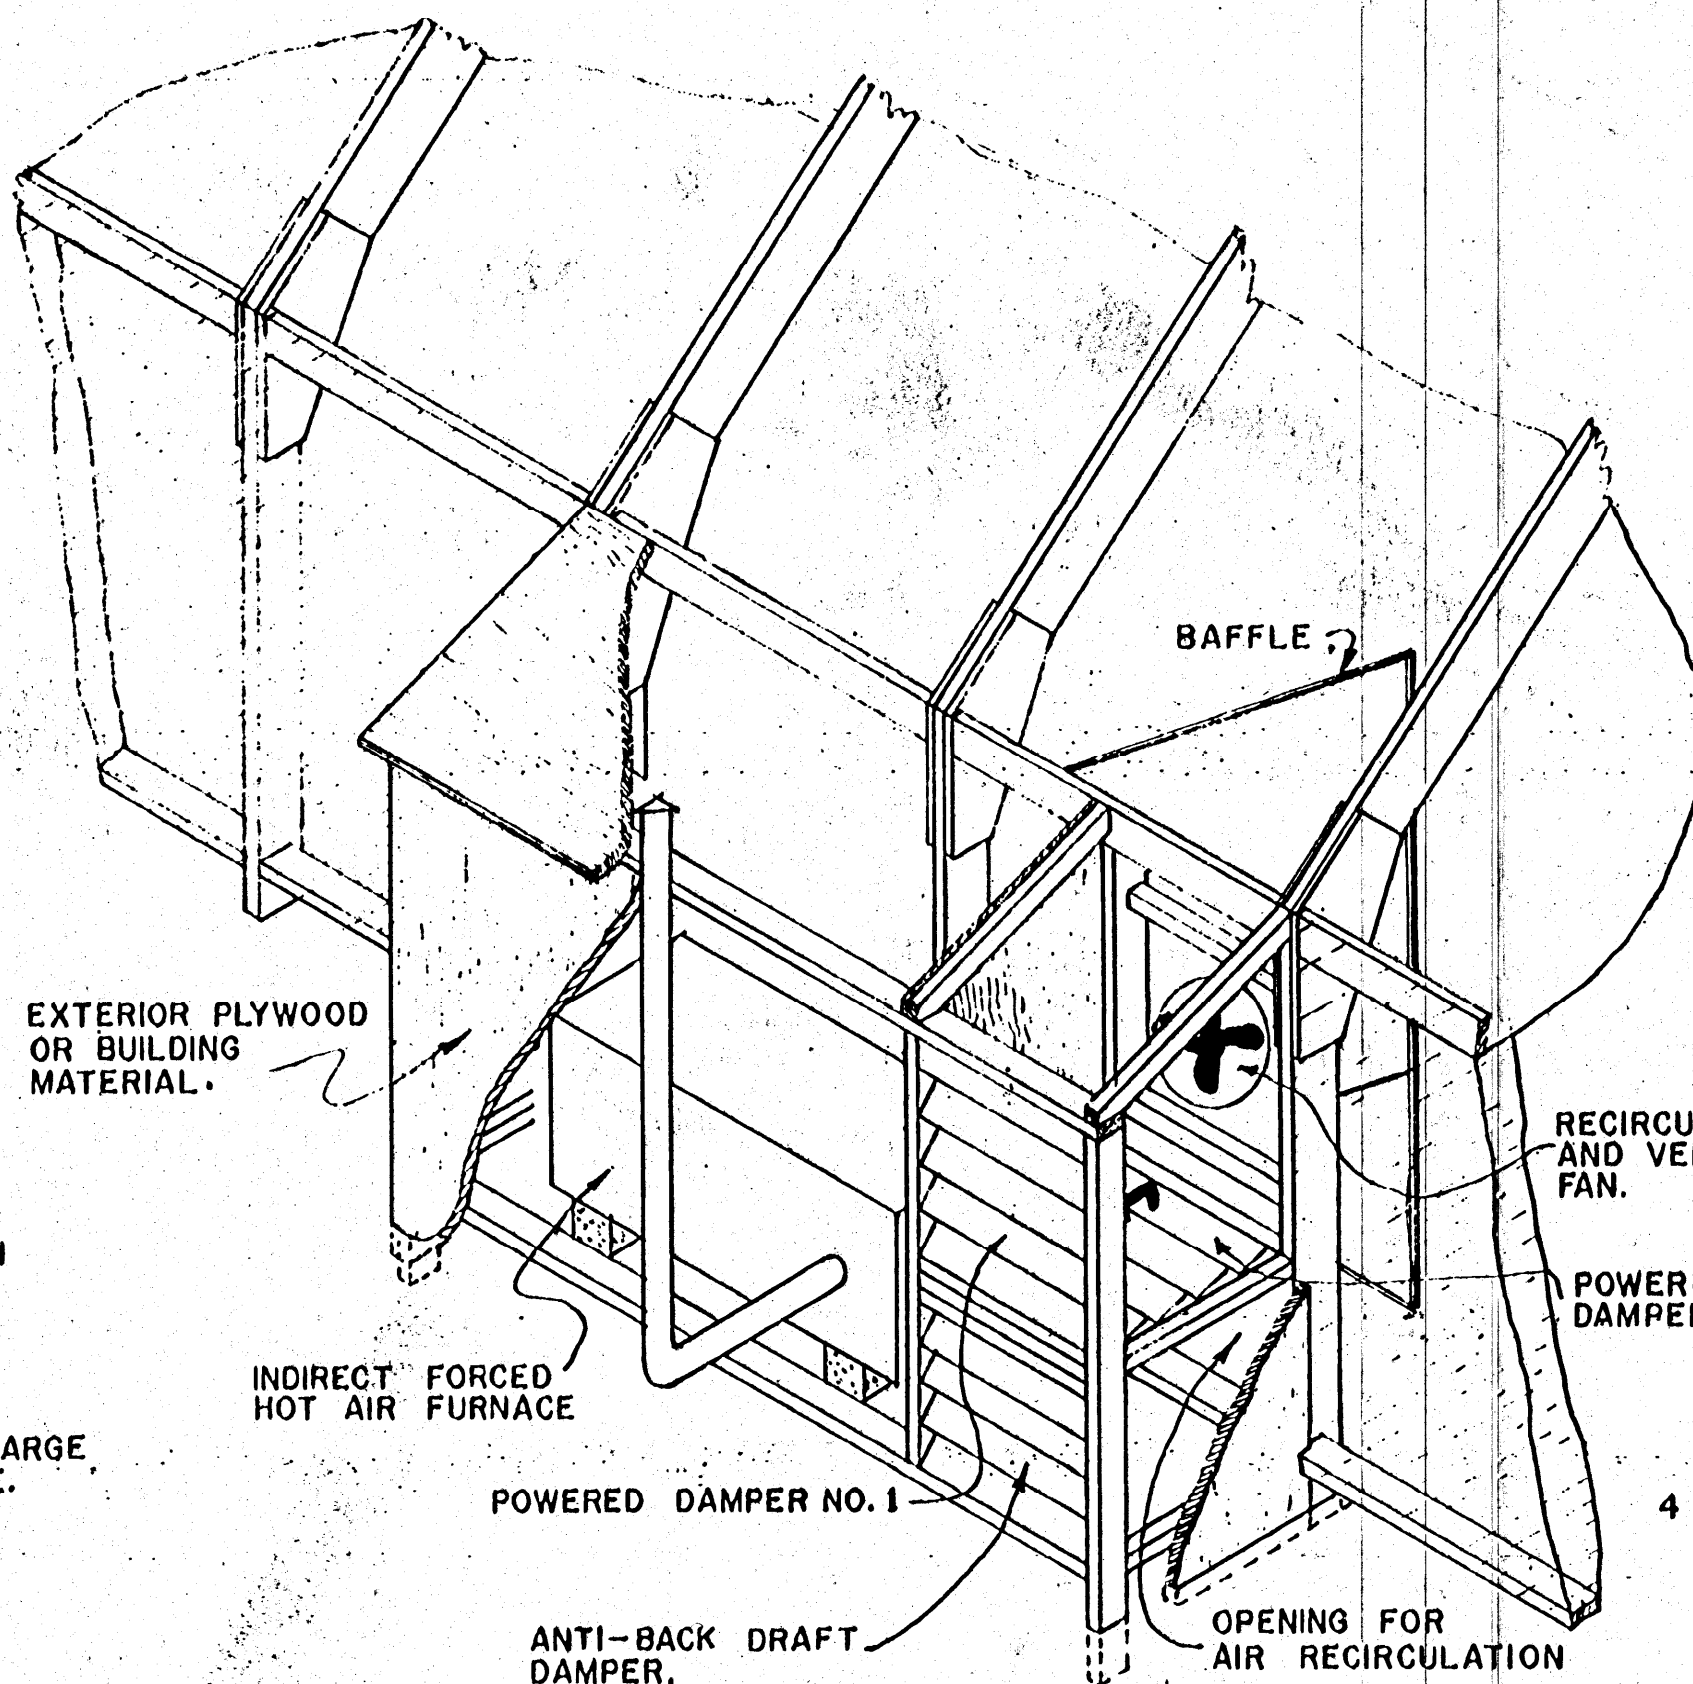 BAFFLE
EXTERIOR PLYWOOD
OR BUILDING
MATERIAL.
RECIRCU
AND VE
FAN.
POWER
DAMPE
INDIRECT FORCED
HOT AIR FURNACE
ARGE
POWERED DAMPER NO. 1
4
ANTI-BACK DRAFT
DAMPER.
OPENING FOR
AIR RECIRCULATION